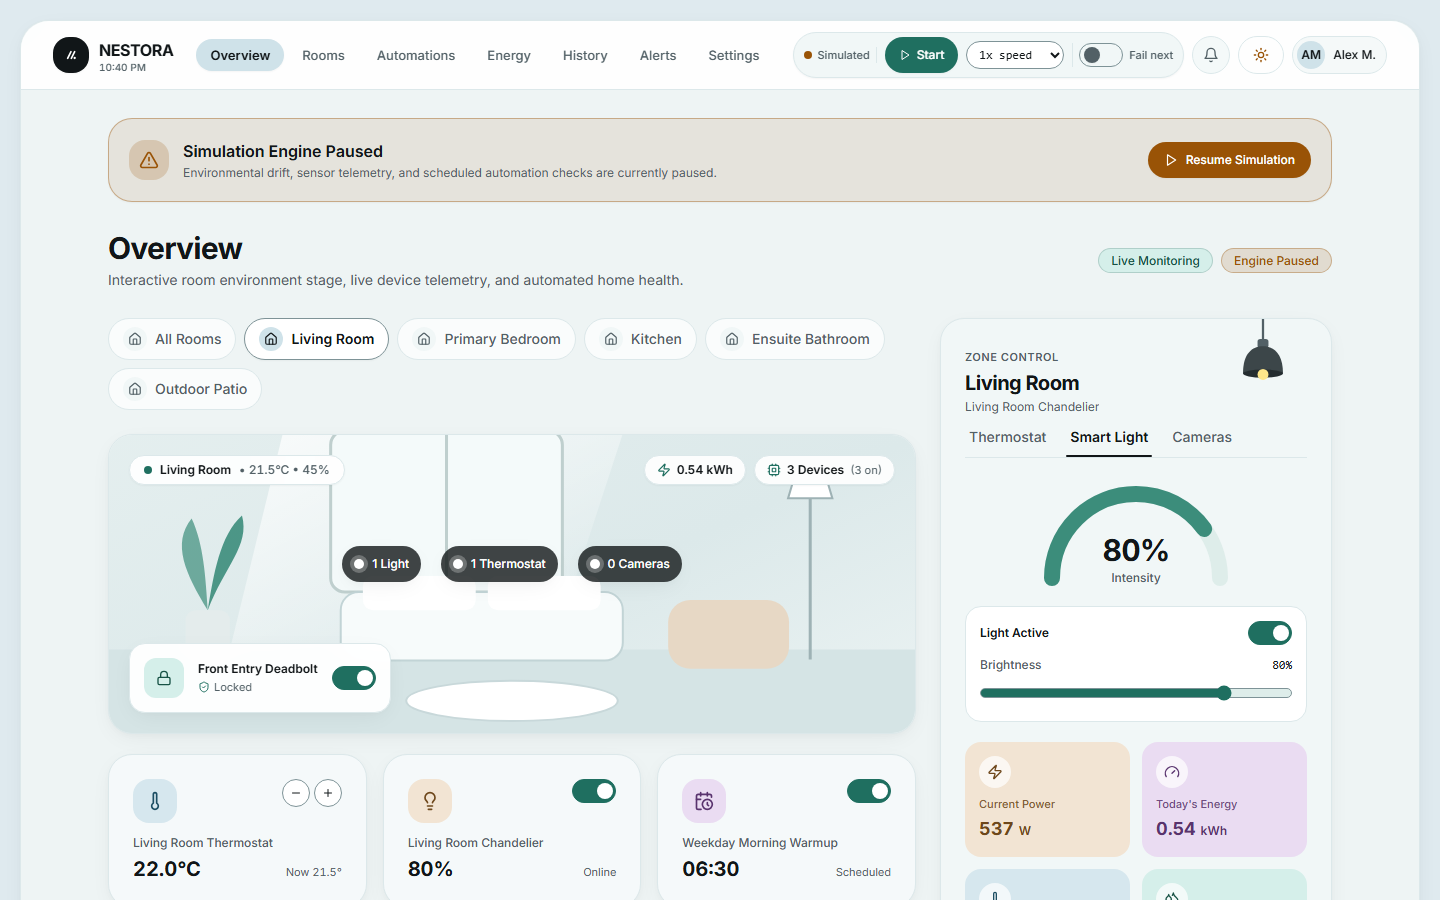 NESTORA
10:40 PM
Overview
Rooms
Automations
Energy
History
Alerts
Settings
Simulated
Start
1x speed
Fail next
AM
Alex M.
Simulation Engine Paused
Environmental drift, sensor telemetry, and scheduled automation checks are currently paused.
Resume Simulation
Overview
Interactive room environment stage, live device telemetry, and automated home health.
Live Monitoring
Engine Paused
All Rooms
Living Room
Primary Bedroom
Kitchen
Ensuite Bathroom
Outdoor Patio
Living Room • 21.5°C • 45%
0.54 kWh
3 Devices (3 on)
1 Light
1 Thermostat
0 Cameras
Front Entry Deadbolt
Locked
Living Room Thermostat
22.0°C
Now 21.5°
Living Room Chandelier
80%
Online
Weekday Morning Warmup
06:30
Scheduled
ZONE CONTROL
Living Room
Living Room Chandelier
Thermostat
Smart Light
Cameras
80%
Intensity
Light Active
Brightness
80%
Current Power
537 W
Today's Energy
0.54 kWh